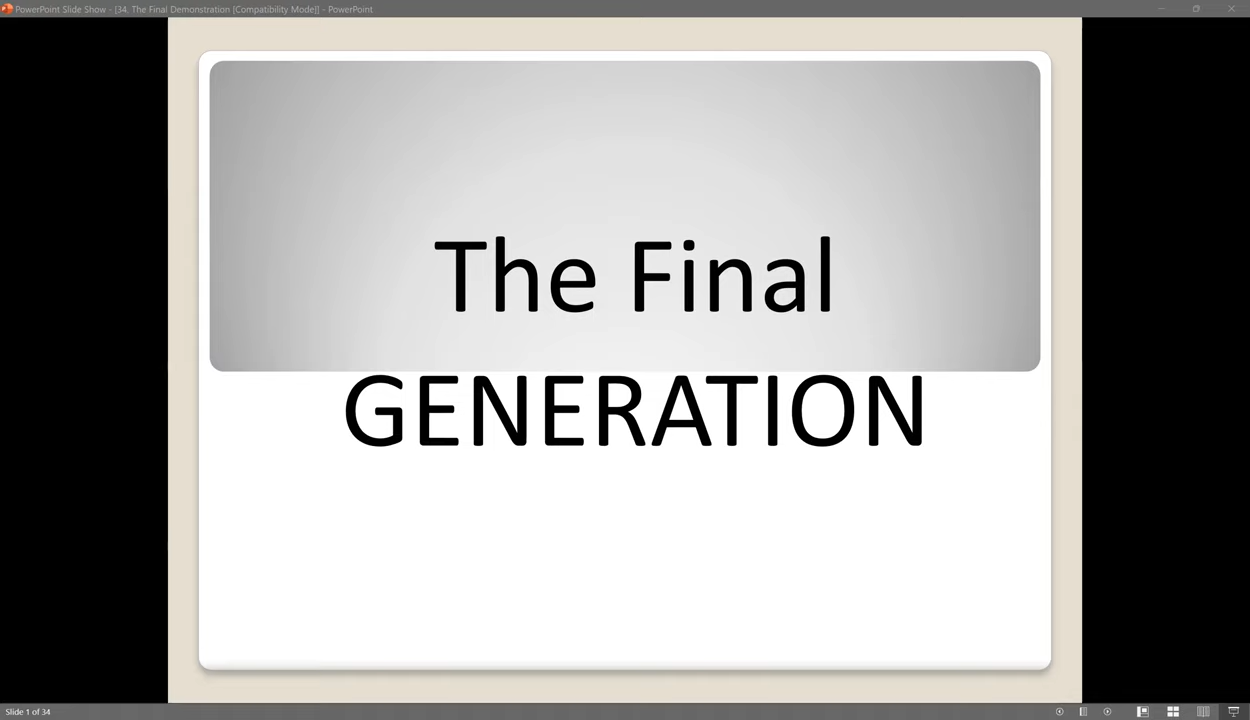 PowerPoint Slide Show - [34. The Final Demonstration [Compatibility Mode]] - PowerPoint
The Final
GENERATION
Slide 1 of 34